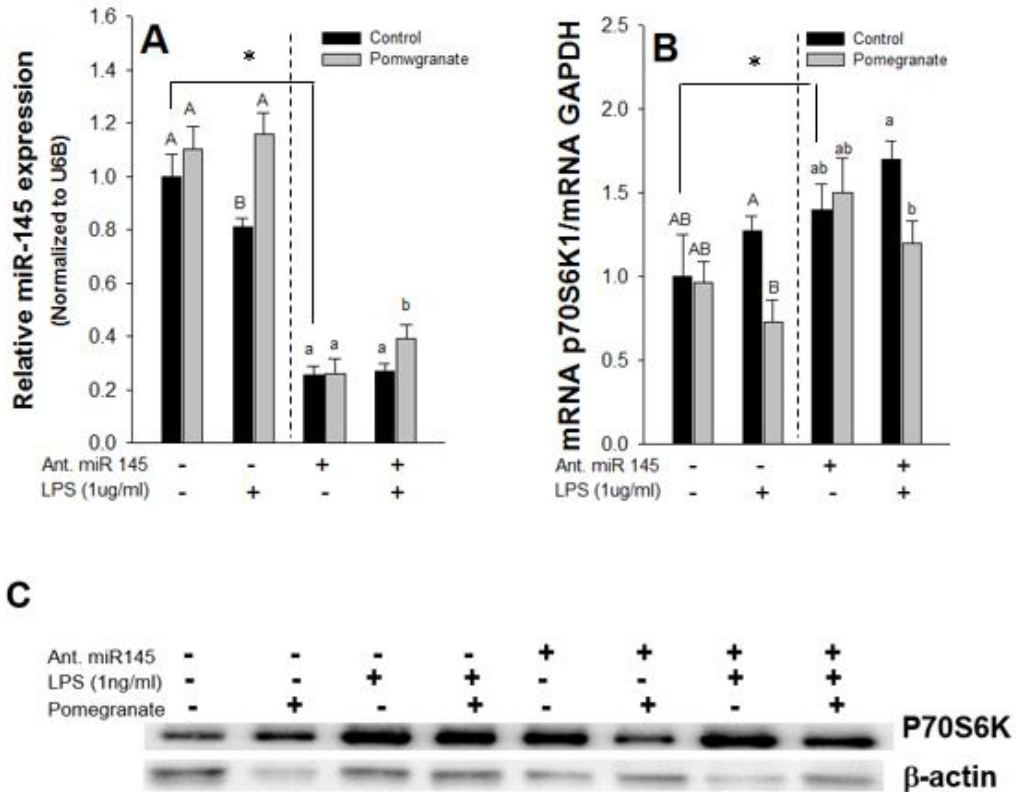 A
Relative miR-145 expression
(Normalized to U6B)
1.6
1.4
1.2
1.0
0.8
0.6
0.4
0.2
0.0
Control
Pomwgranate
*
A
A
B
A
a
a
a
b
Ant. miR 145 - - + +
LPS (1ug/ml) - + - +
B
mRNA p70S6K1/mRNA GAPDH
2.5
2.0
1.5
1.0
0.5
0.0
Control
Pomegranate
*
AB
AB
A
B
ab
ab
a
b
Ant. miR 145 - - + +
LPS (1ug/ml) - + - +
C
Ant. miR145 - - - - + + + +
LPS (1ng/ml) - - + + - - + +
Pomegranate - + - + - + - +
P70S6K
β-actin